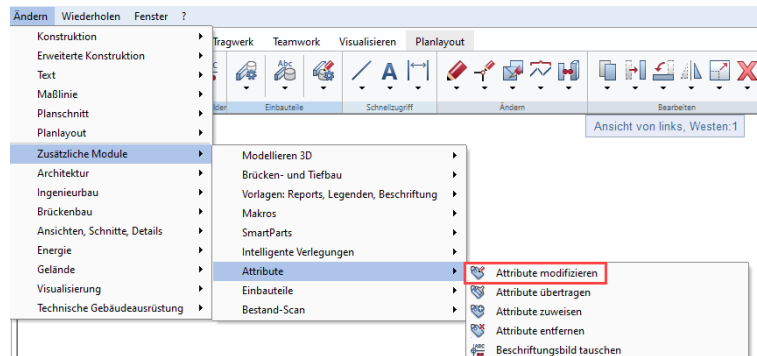 Ändern Wiederholen Fenster ?
Konstruktion
Erweiterte Konstruktion
Text
Maßlinie
Planschnitt
Planlayout
Zusätzliche Module
Architektur
Ingenieurbau
Brückenbau
Ansichten, Schnitte, Details
Energie
Gelände
Visualisierung
Technische Gebäudeausrüstung
Tragwerk Teamwork Visualisieren Planlayout
Abc A
Einbauteile Schnellzugriff Ändern Bearbeiten
Ansicht von links, Westen:1
Modellieren 3D
Brücken- und Tiefbau
Vorlagen: Reports, Legenden, Beschriftung
Makros
SmartParts
Intelligente Verlegungen
Attribute
Einbauteile
Bestand-Scan
Attribute modifizieren
Attribute übertragen
Attribute zuweisen
Attribute entfernen
Beschriftungsbild tauschen